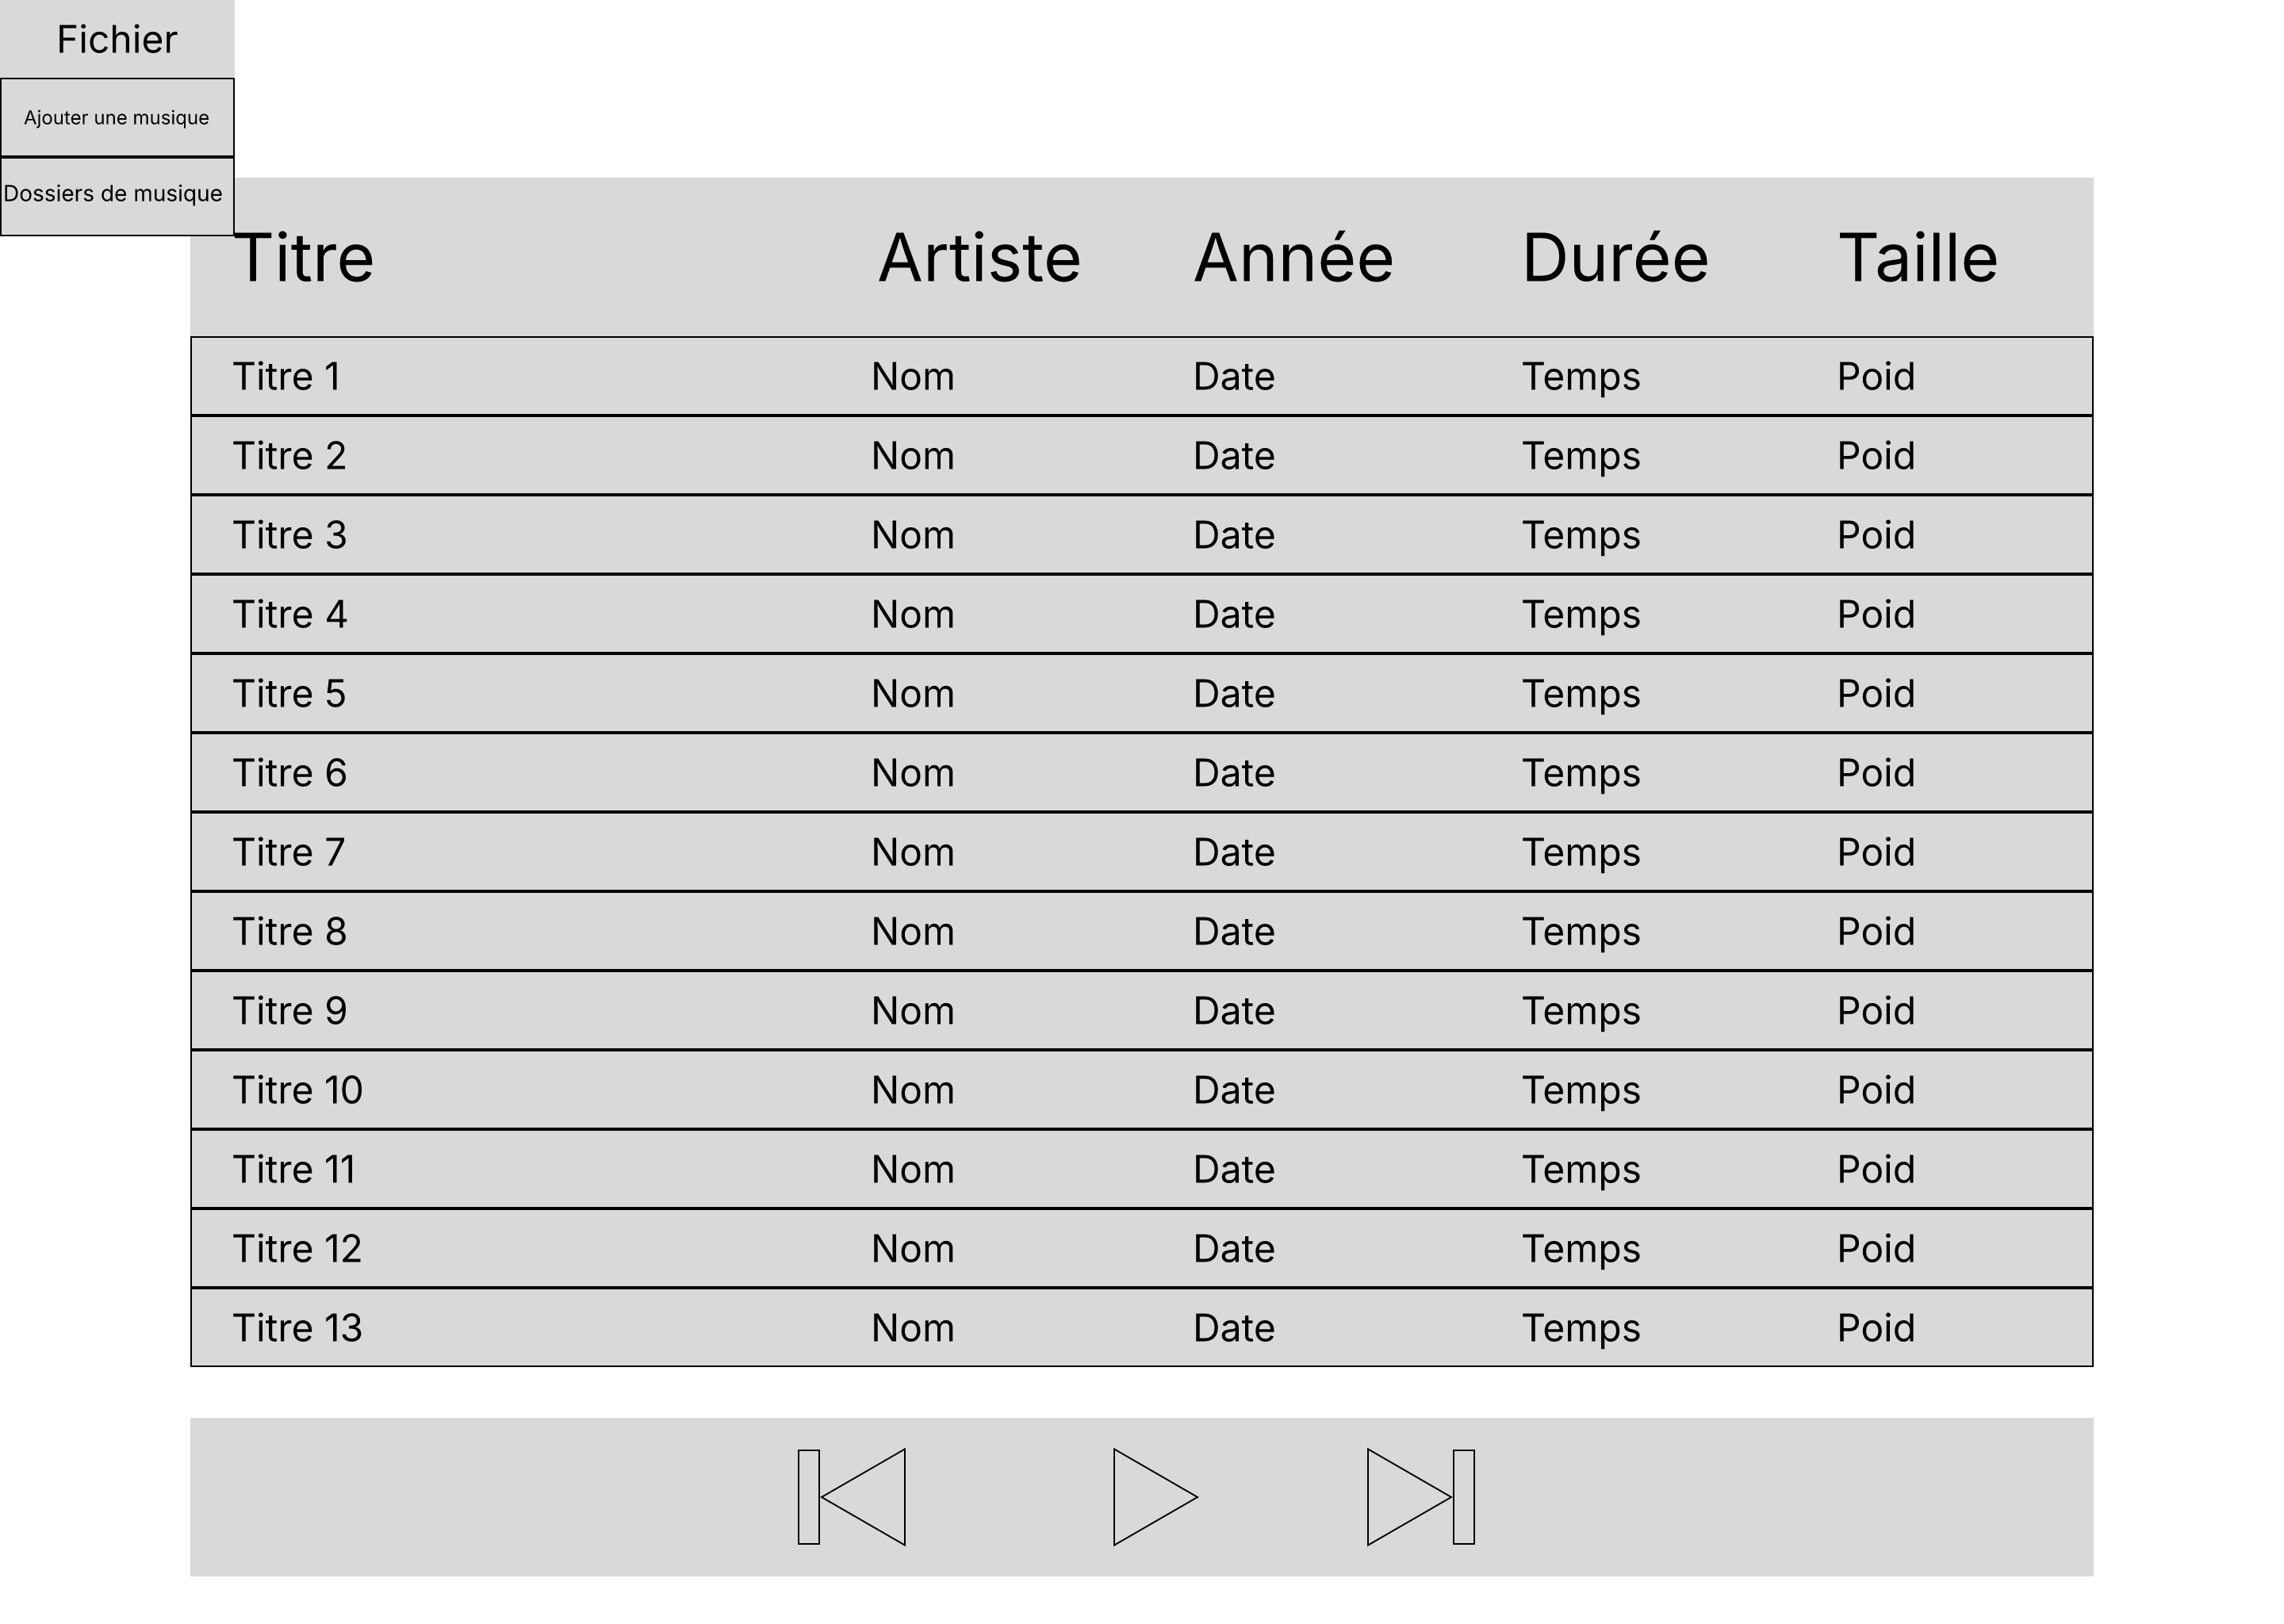 Fichier
Ajouter une musique
Dossiers de musique
Titre Artiste Année Durée Taille
Titre 1 Nom Date Temps Poid
Titre 2 Nom Date Temps Poid
Titre 3 Nom Date Temps Poid
Titre 4 Nom Date Temps Poid
Titre 5 Nom Date Temps Poid
Titre 6 Nom Date Temps Poid
Titre 7 Nom Date Temps Poid
Titre 8 Nom Date Temps Poid
Titre 9 Nom Date Temps Poid
Titre 10 Nom Date Temps Poid
Titre 11 Nom Date Temps Poid
Titre 12 Nom Date Temps Poid
Titre 13 Nom Date Temps Poid